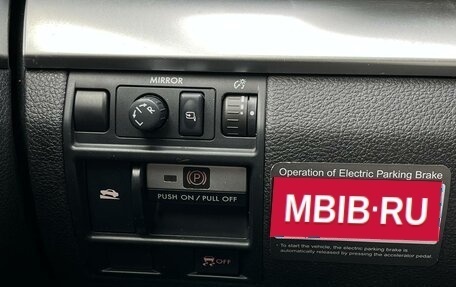 MIRROR
L R
P
PUSH ON / PULL OFF
OFF
Operation of Electric Parking Brake
MBIB·RU
* To start the vehicle, the electric parking brake is
automatically released by pressing the accelerator pedal.